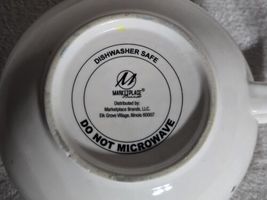 DISHWASHER SAFE
MARKETPLACE
Distributed by:
Marketplace Brands, LLC.
Elk Grove Village, Illinois 60007
DO NOT MICROWAVE